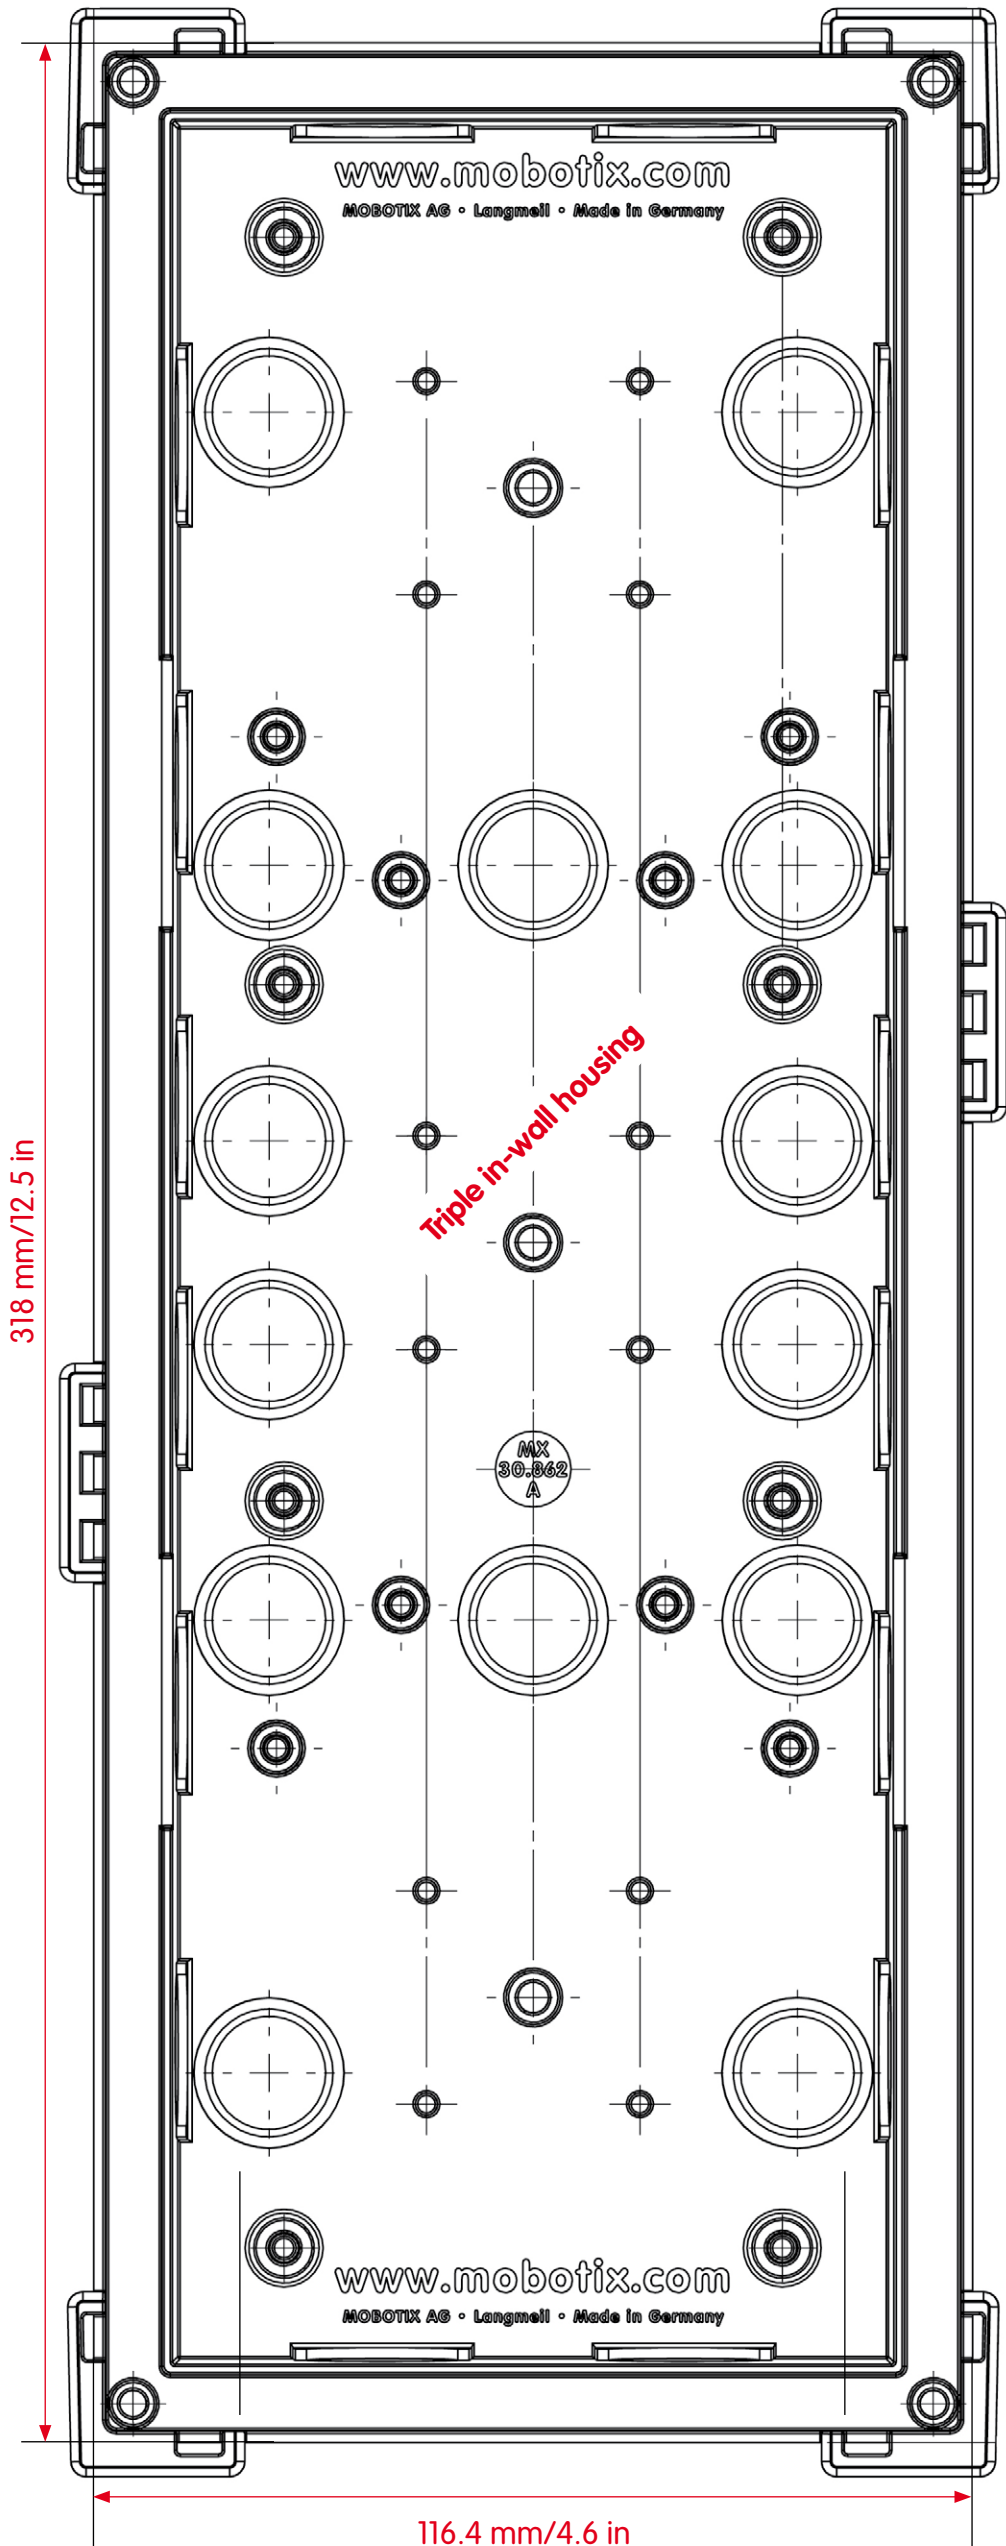 www.mobotix.com
MOBOTIX AG • Langmeil • Made in Germany
Triple in-wall housing
318 mm/12.5 in
MX
30.862
A
www.mobotix.com
MOBOTIX AG • Langmeil • Made in Germany
116.4 mm/4.6 in